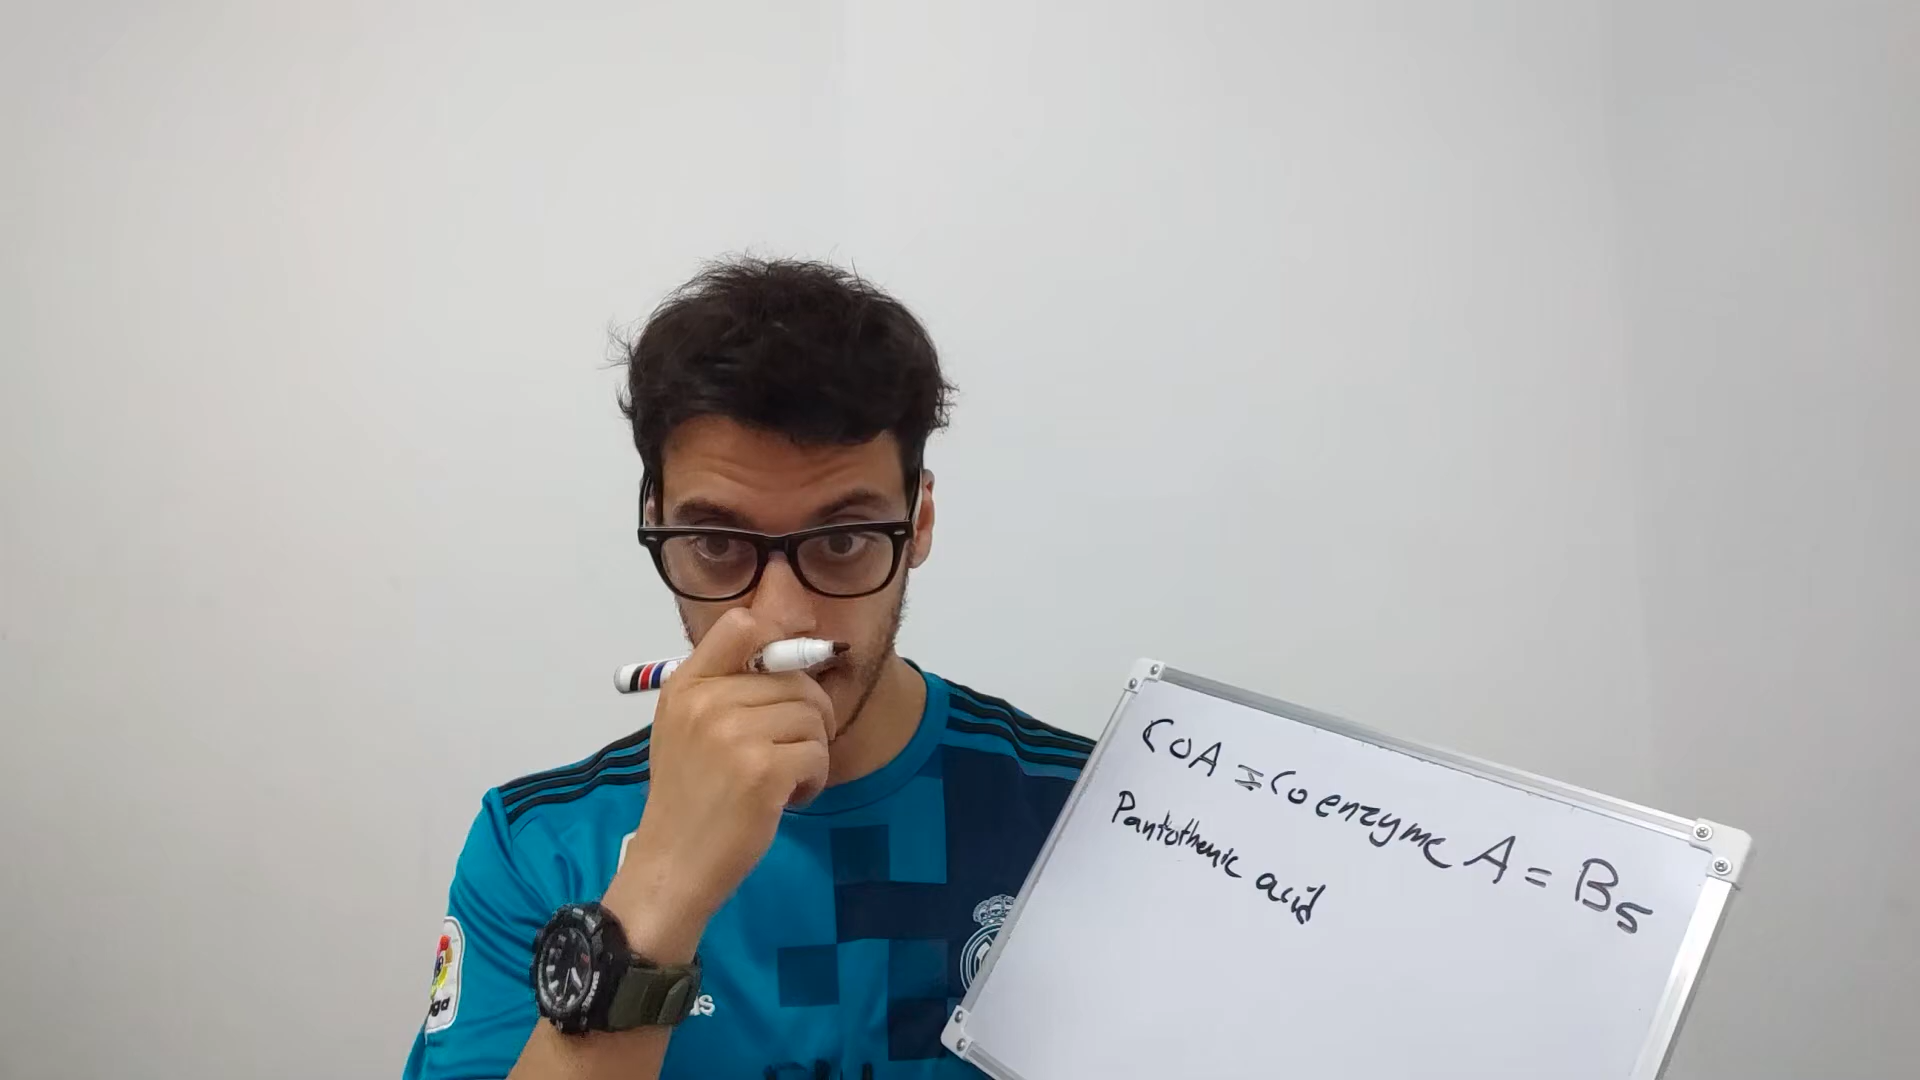 CoA = Coenzyme A = B5
Pantothenic acid